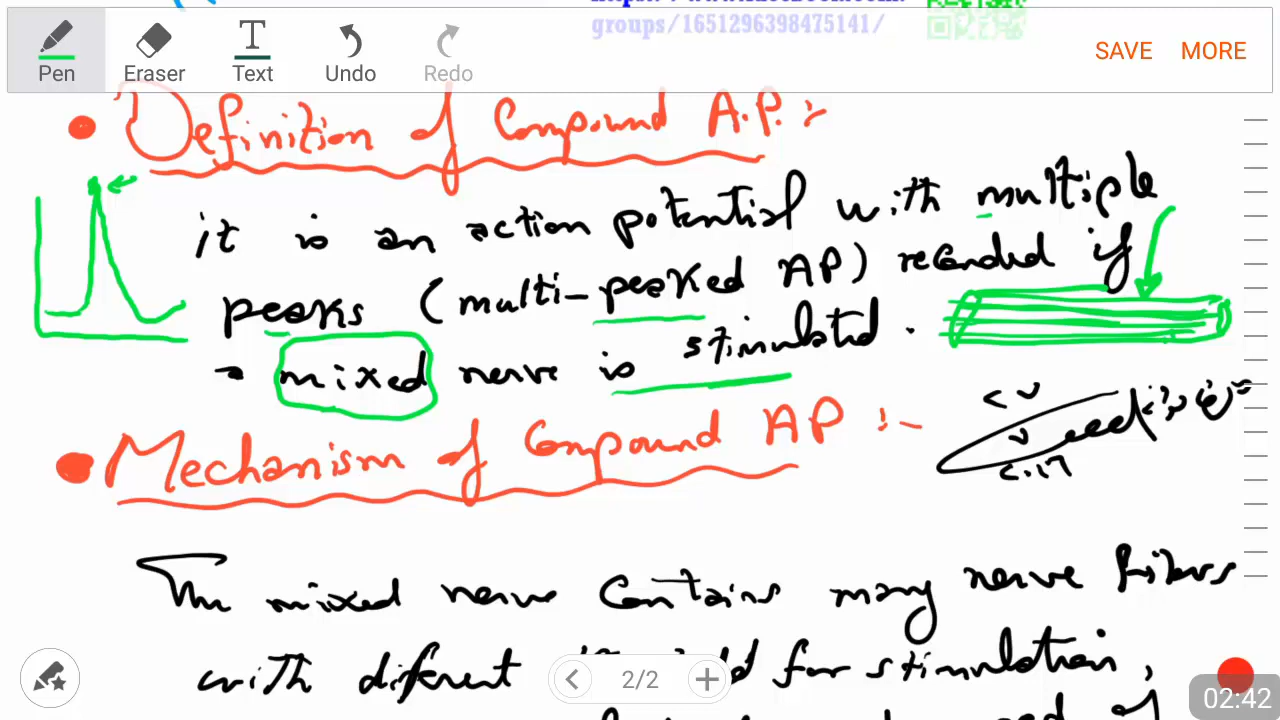 groups/1651296398475141/
SAVE MORE
Pen Eraser Text Undo Redo
Definition of Compound A.P. :-
it is an action potential with multiple
peaks (multi-peaked AP) recorded if
mixed nerve is stimulated.
Mechanism of Compound AP :-
The mixed nerve contains many nerve fibers
with diferent for stimulation,
2/2
of
02:42